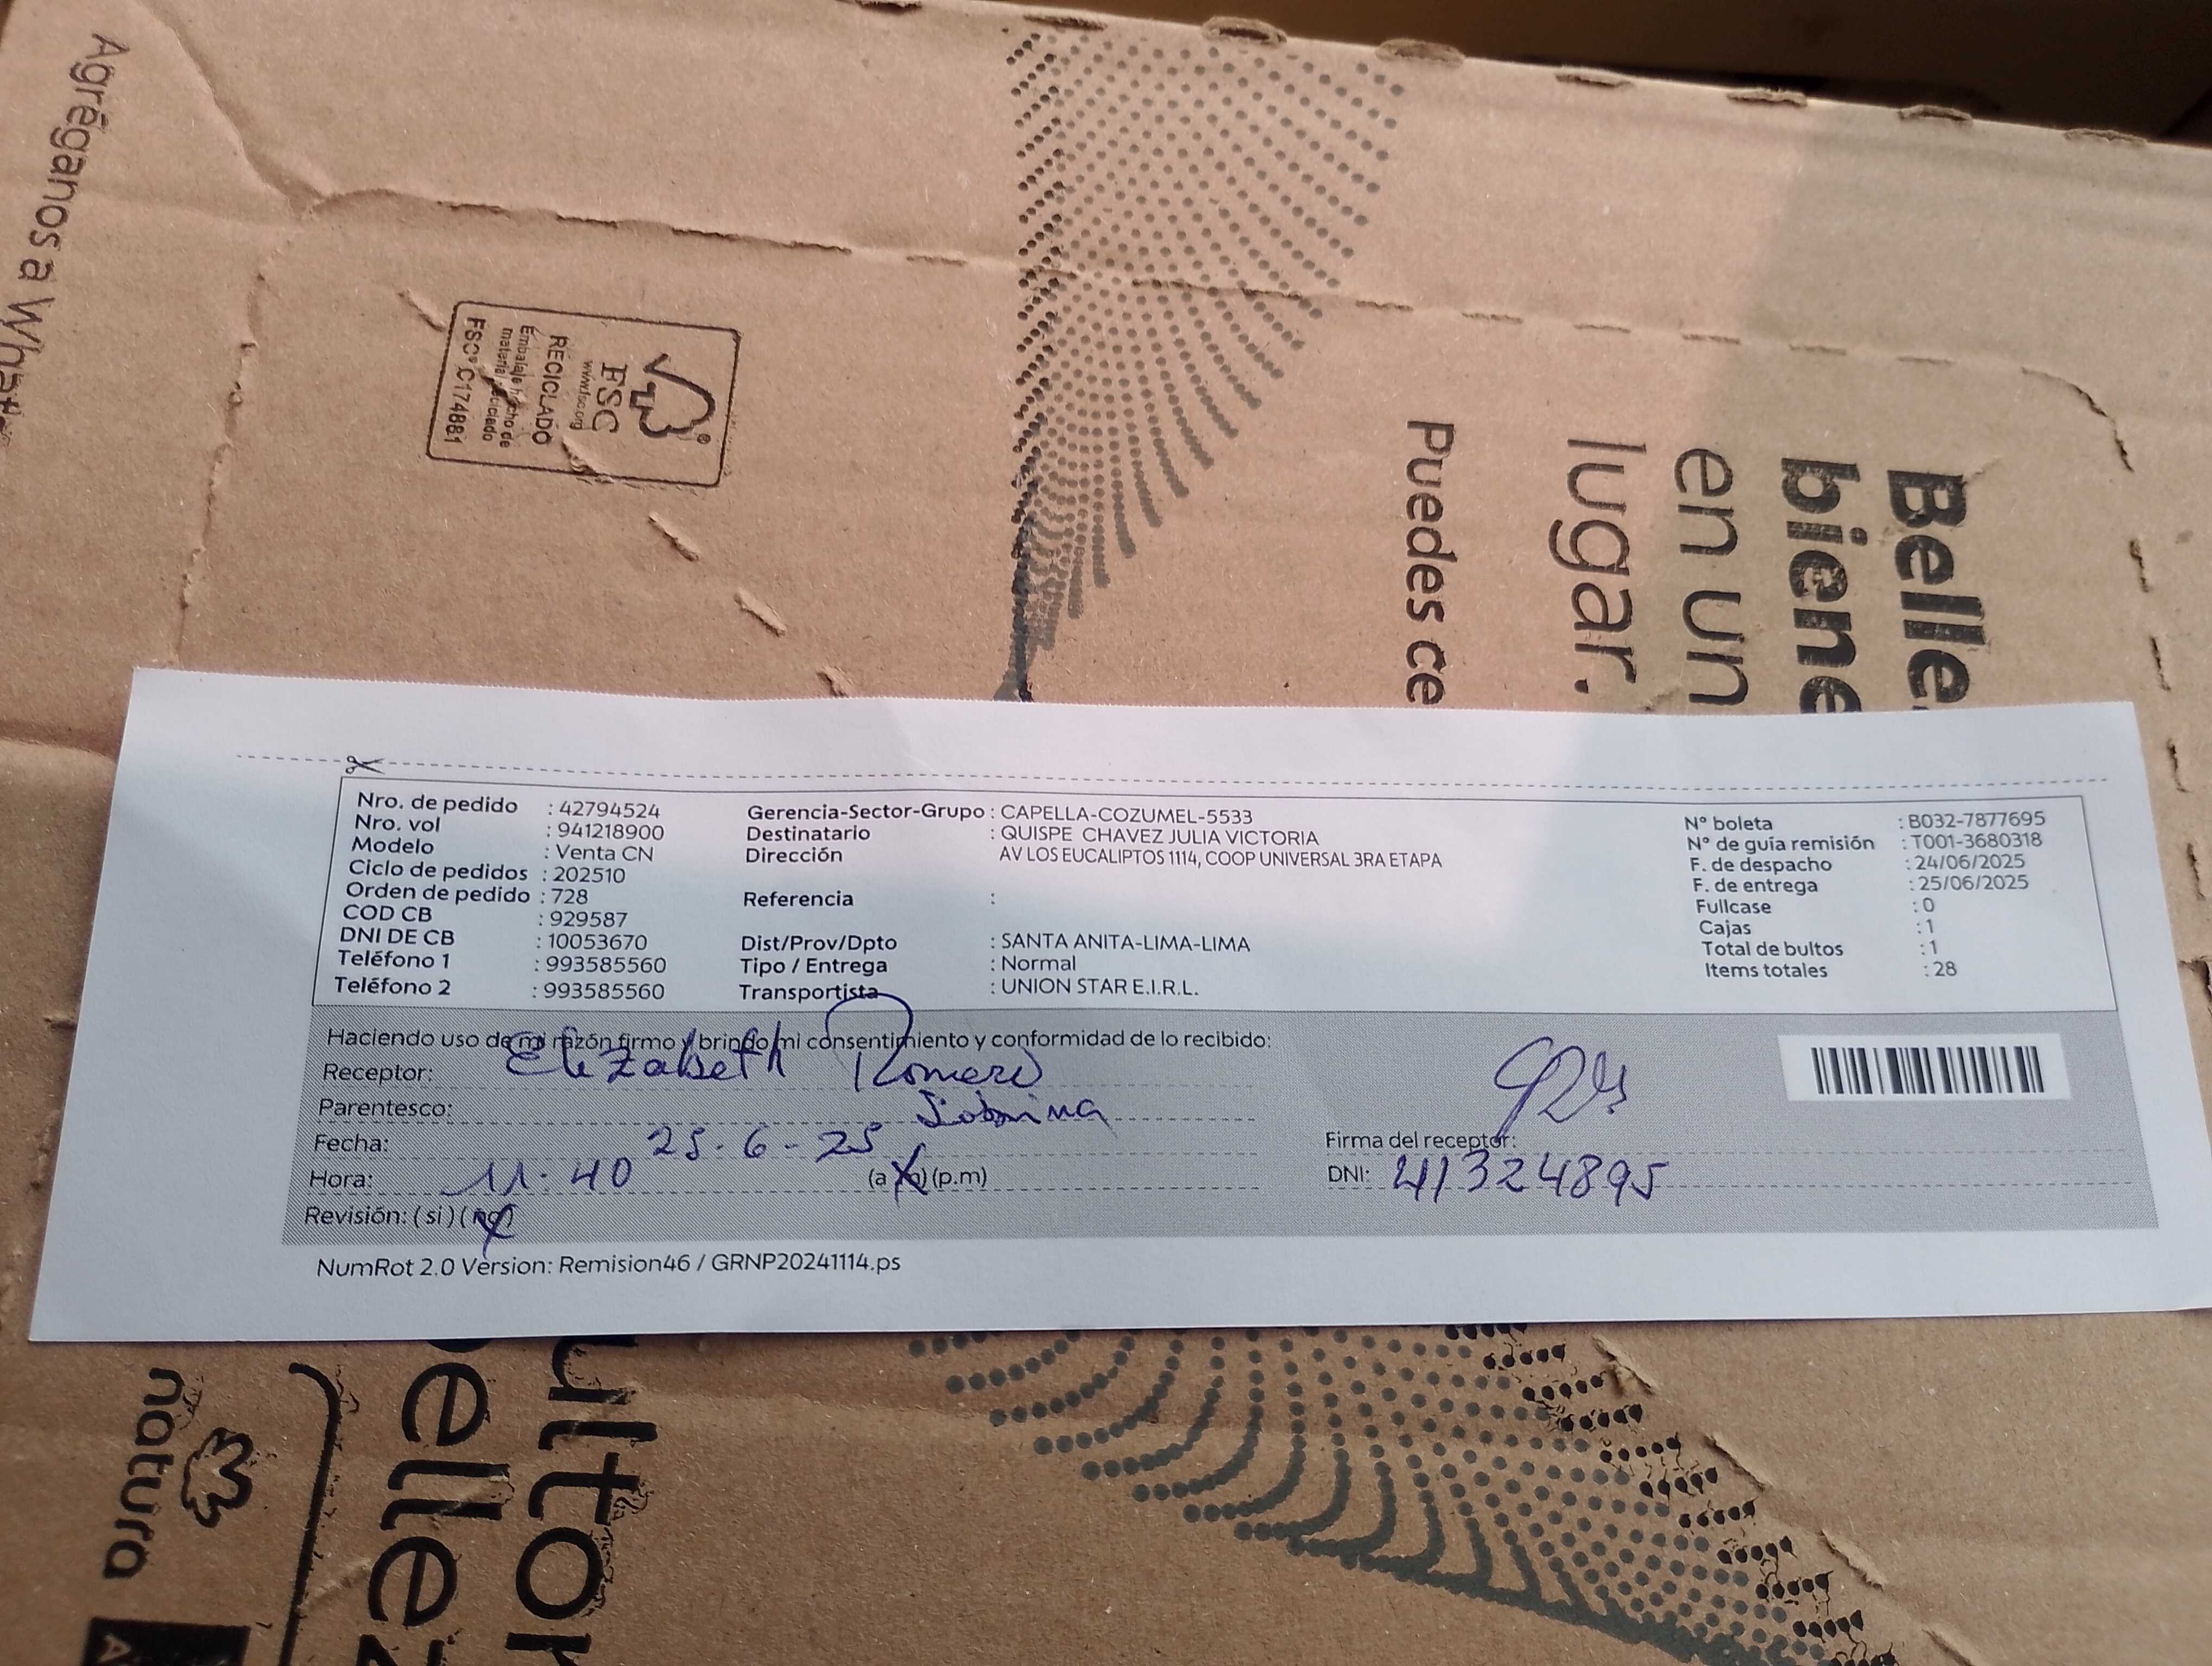 Agréganos a What
FSC
www.fsc.org
RECICLADO
Embalaje hecho de
material reciclado
FSC® C174881
Belle
biene
en un
lugar.
Puedes ce
Nro. de pedido : 42794524
Nro. vol : 941218900
Modelo : Venta CN
Ciclo de pedidos : 202510
Orden de pedido : 728
COD CB : 929587
DNI DE CB : 10053670
Teléfono 1 : 993585560
Teléfono 2 : 993585560
Gerencia-Sector-Grupo : CAPELLA-COZUMEL-5533
Destinatario : QUISPE CHAVEZ JULIA VICTORIA
Dirección AV LOS EUCALIPTOS 1114, COOP UNIVERSAL 3RA ETAPA
Referencia :
Dist/Prov/Dpto : SANTA ANITA-LIMA-LIMA
Tipo / Entrega : Normal
Transportista : UNION STAR E.I.R.L.
N° boleta : B032-7877695
N° de guía remisión : T001-3680318
F. de despacho : 24/06/2025
F. de entrega : 25/06/2025
Fullcase : 0
Cajas : 1
Total de bultos : 1
Items totales : 28
Haciendo uso de mi razón firmo y brindo mi consentimiento y conformidad de lo recibido:
Receptor: Elizabeth Romero
Parentesco: Sobrina
Fecha: 25-6-25
Hora: 11:40 (a.m) (p.m)
Revisión: (si) (no)
Firma del receptor:
DNI: 41324895
NumRot 2.0 Version: Remision46 / GRNP20241114.ps
ultor
bellez
natura
A